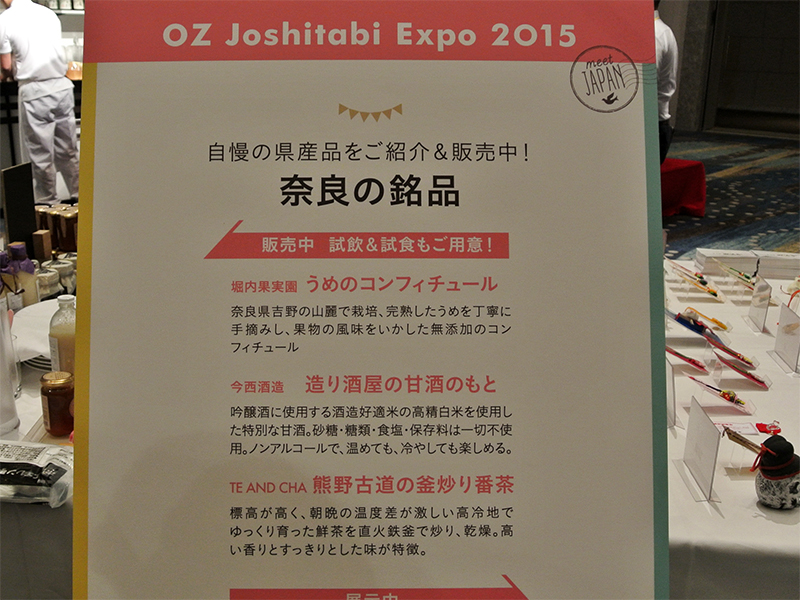 OZ Joshitabi Expo 2015
meet
JAPAN
自慢の県産品をご紹介&販売中!
奈良の銘品
販売中 試飲&試食もご用意!
堀内果実園 うめのコンフィチュール
奈良県吉野の山麓で栽培、完熟したうめを丁寧に
手摘みし、果物の風味をいかした無添加のコン
フィチュール
今西酒造 造り酒屋の甘酒のもと
吟醸酒に使用する酒造好適米の高精白米を使用し
た特別な甘酒。砂糖・糖類・食塩・保存料は一切不使
用。ノンアルコールで、温めても、冷やしても楽しめる。
TE AND CHA 熊野古道の釜炒り番茶
標高が高く、朝晩の温度差が激しい高冷地で
ゆっくり育った鮮茶を直火鉄釜で炒り、乾燥。高
い香りとすっきりとした味が特徴。
展示中